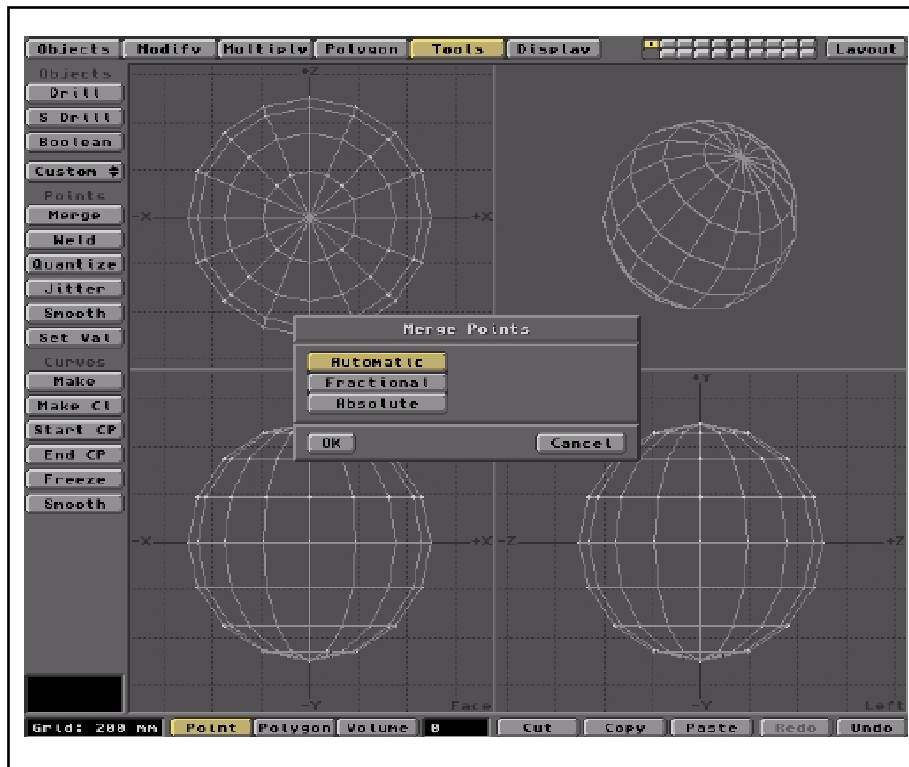 Objects Modify Multiply Polygon Tools Display 1 Layout
Objects
Drill
S Drill
Boolean
Custom
Points
Merge
Weld
Quantize
Jitter
Smooth
Set Val
Curves
Make
Make Cl
Start CP
End CP
Freeze
Smooth
+Z
-X +X
Merge Points
Automatic
Fractional
Absolute
OK Cancel
+Y
-X +X -Z +Z
-Y Face -Y Left
Grid: 200 mm Point Polygon Volume 0 Cut Copy Paste Redo Undo